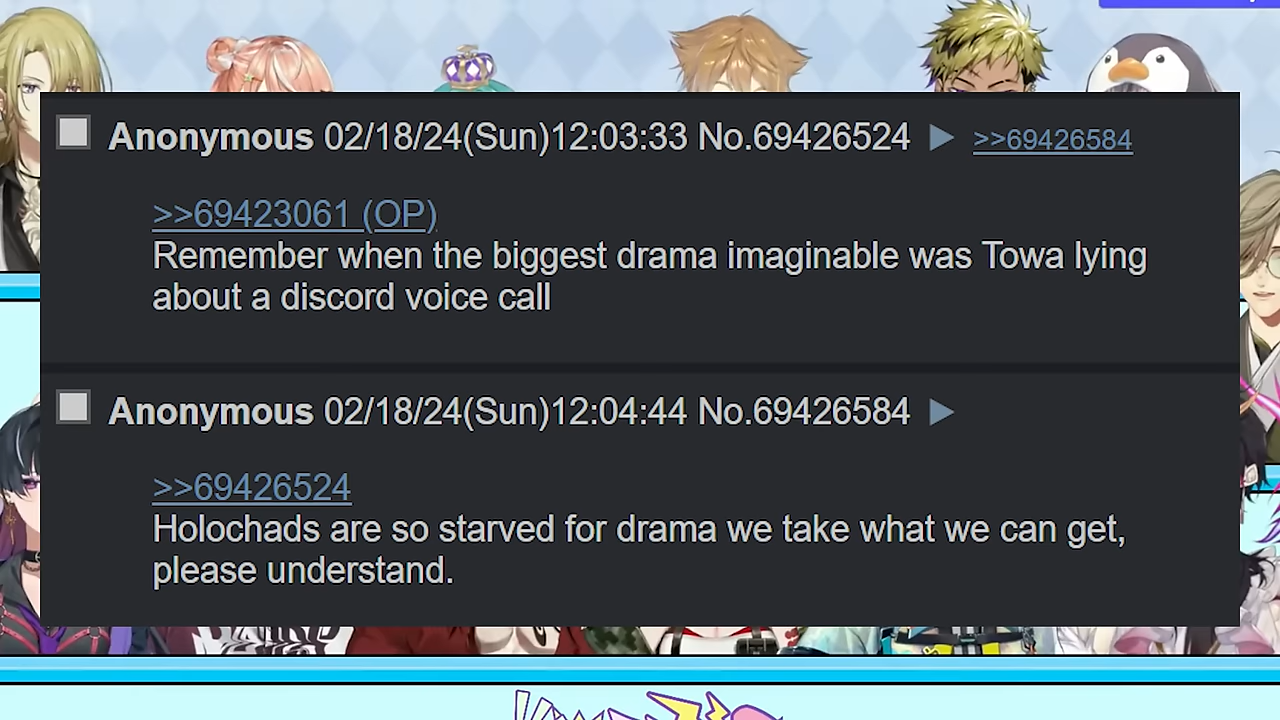 Anonymous 02/18/24(Sun)12:03:33 No.69426524 ▶ >>69426584
>>69423061 (OP)
Remember when the biggest drama imaginable was Towa lying
about a discord voice call
Anonymous 02/18/24(Sun)12:04:44 No.69426584 ▶
>>69426524
Holochads are so starved for drama we take what we can get,
please understand.